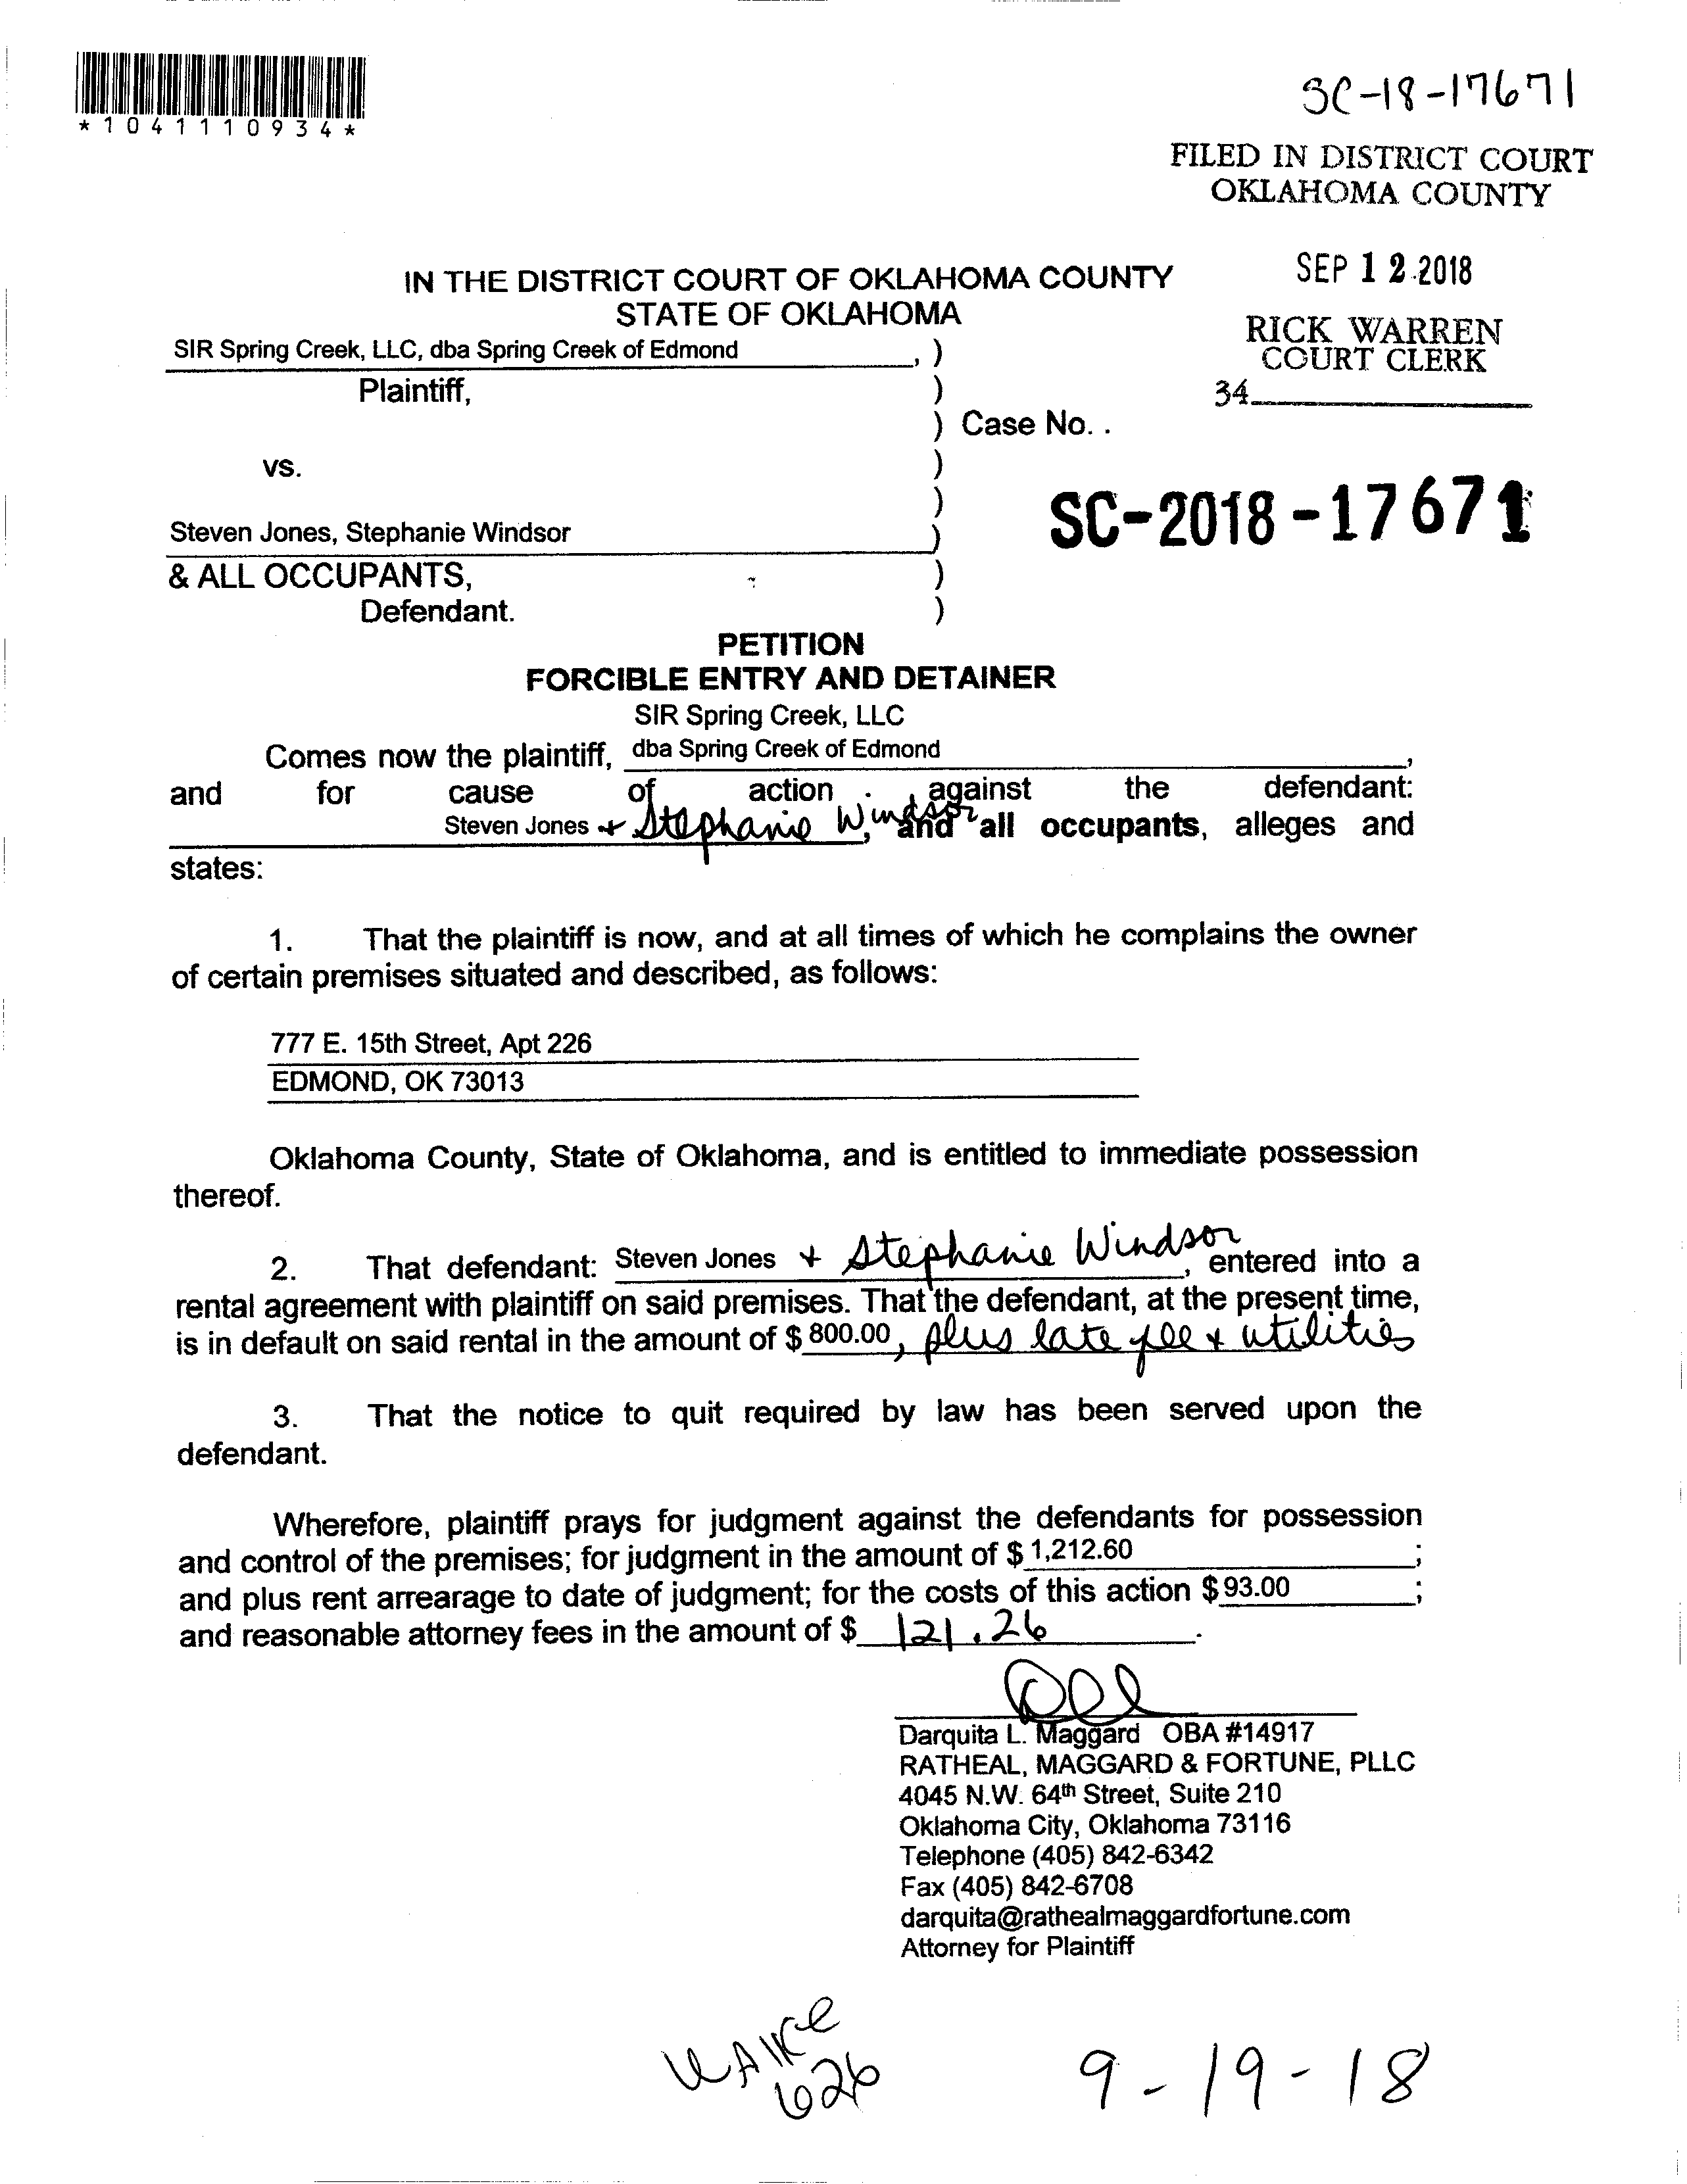 *1041110934*
SC-18-17671
FILED IN DISTRICT COURT
OKLAHOMA COUNTY
SEP 12 2018
RICK WARREN
COURT CLERK
34
IN THE DISTRICT COURT OF OKLAHOMA COUNTY
STATE OF OKLAHOMA
SIR Spring Creek, LLC, dba Spring Creek of Edmond , )
Plaintiff, )
) Case No. .
vs. )
) SC-2018-17671
Steven Jones, Stephanie Windsor )
& ALL OCCUPANTS, )
Defendant. )
PETITION
FORCIBLE ENTRY AND DETAINER
SIR Spring Creek, LLC
Comes now the plaintiff, dba Spring Creek of Edmond ,
and for cause of action against the defendant:
Steven Jones + Stephanie Windsor, and all occupants, alleges and
states:
1. That the plaintiff is now, and at all times of which he complains the owner
of certain premises situated and described, as follows:
777 E. 15th Street, Apt 226
EDMOND, OK 73013
Oklahoma County, State of Oklahoma, and is entitled to immediate possession
thereof.
2. That defendant: Steven Jones + Stephanie Windsor, entered into a
rental agreement with plaintiff on said premises. That the defendant, at the present time,
is in default on said rental in the amount of $ 800.00, plus late fee + utilities
3. That the notice to quit required by law has been served upon the
defendant.
Wherefore, plaintiff prays for judgment against the defendants for possession
and control of the premises; for judgment in the amount of $ 1,212.60 ;
and plus rent arrearage to date of judgment; for the costs of this action $ 93.00 ;
and reasonable attorney fees in the amount of $ 121.26 .
Darquita L. Maggard OBA #14917
RATHEAL, MAGGARD & FORTUNE, PLLC
4045 N.W. 64th Street, Suite 210
Oklahoma City, Oklahoma 73116
Telephone (405) 842-6342
Fax (405) 842-6708
darquita@rathealmaggardfortune.com
Attorney for Plaintiff
626
9-19-18